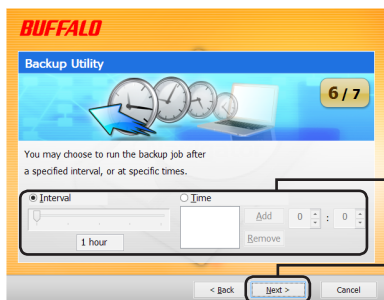 BUFFALO
Backup Utility
6 / 7
You may choose to run the backup job after
a specified interval, or at specific times.
Interval
Time
Add
0 : 0
1 hour
Remove
< Back
Next >
Cancel